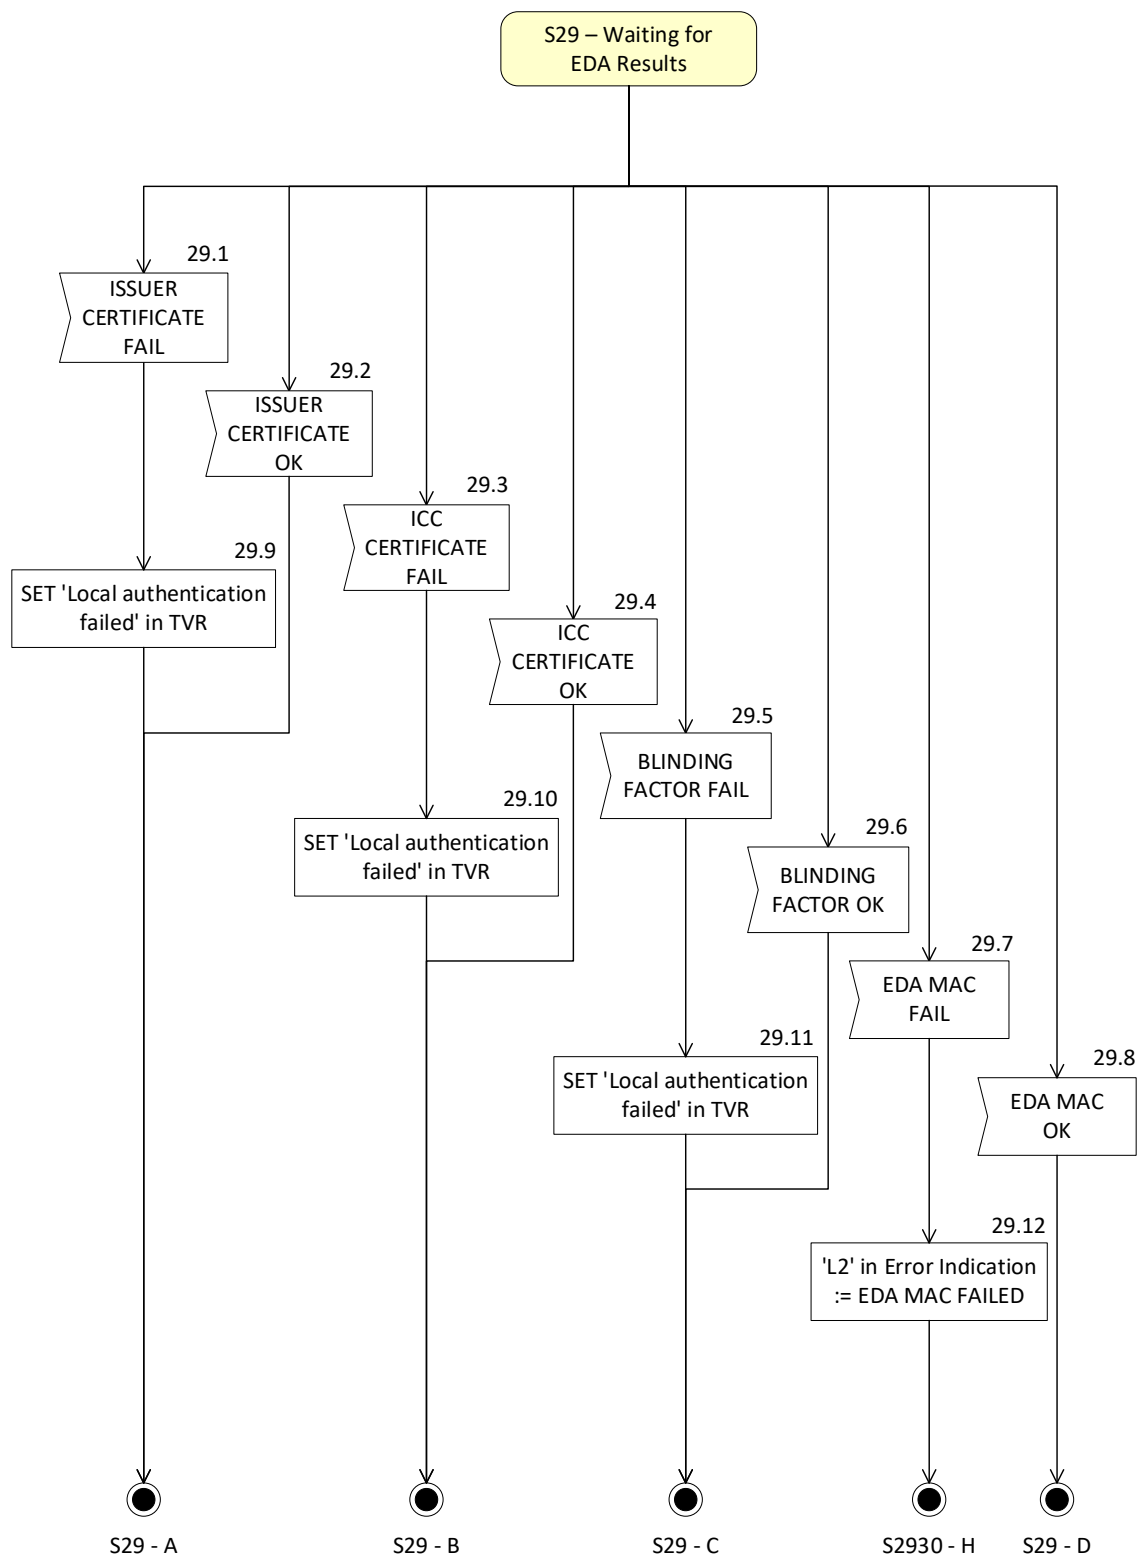 S29 – Waiting for
EDA Results
29.1
ISSUER
CERTIFICATE
FAIL
29.2
ISSUER
CERTIFICATE
OK
29.3
ICC
CERTIFICATE
FAIL
29.9
SET 'Local authentication
failed' in TVR
29.4
ICC
CERTIFICATE
OK
29.5
BLINDING
FACTOR FAIL
29.10
SET 'Local authentication
failed' in TVR
29.6
BLINDING
FACTOR OK
29.7
EDA MAC
FAIL
29.11
SET 'Local authentication
failed' in TVR
29.8
EDA MAC
OK
29.12
'L2' in Error Indication
:= EDA MAC FAILED
S29 - A
S29 - B
S29 - C
S2930 - H
S29 - D